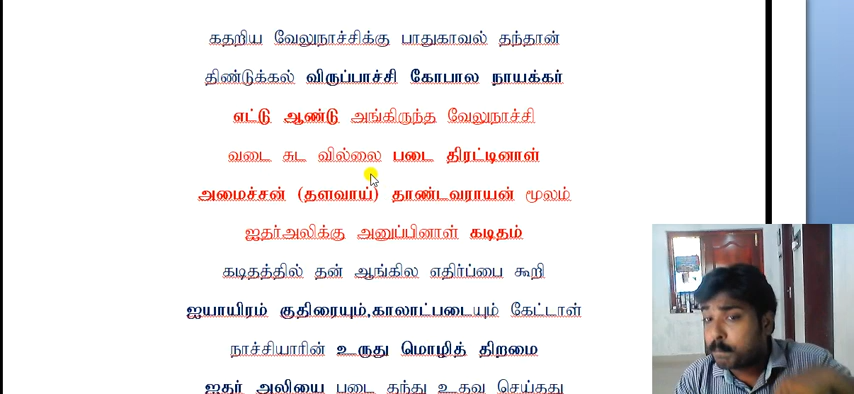 கதறிய வேலுநாச்சிக்கு பாதுகாவல் தந்தான்
திண்டுக்கல் விருப்பாச்சி கோபால நாயக்கர்
எட்டு ஆண்டு அங்கிருந்த வேலுநாச்சி
வடை சுட வில்லை படை திரட்டினாள்
அமைச்சன் (தளவாய்) தாண்டவராயன் மூலம்
ஐதர்அலிக்கு அனுப்பினாள் கடிதம்
கடிதத்தில் தன் ஆங்கில எதிர்ப்பை கூறி
ஐயாயிரம் குதிரையும்,காலாட்படையும் கேட்டாள்
நாச்சியாரின் உருது மொழித் திறமை
ஐதர் அலியை படை தந்து உதவ செய்தது